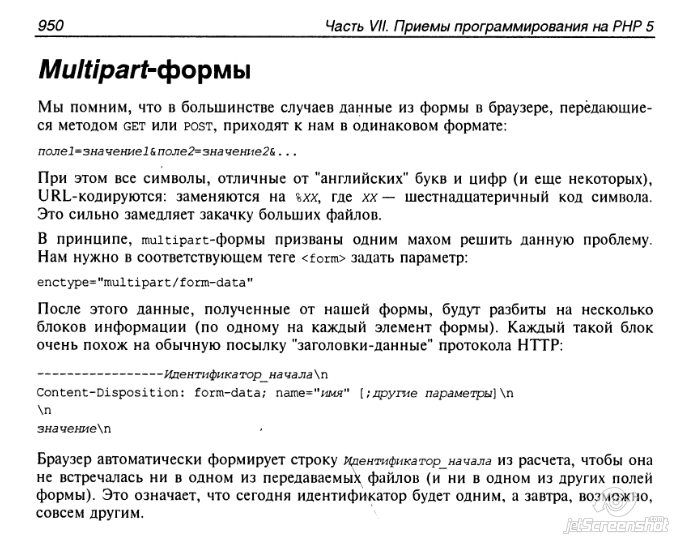 950 Часть VII. Приемы программирования на PHP 5
Multipart-формы
Мы помним, что в большинстве случаев данные из формы в браузере, передающие-
ся методом GET или POST, приходят к нам в одинаковом формате:
поле1=значение1&поле2=значение2&...
При этом все символы, отличные от "английских" букв и цифр (и еще некоторых),
URL-кодируются: заменяются на %XX, где XX — шестнадцатеричный код символа.
Это сильно замедляет закачку больших файлов.
В принципе, multipart-формы призваны одним махом решить данную проблему.
Нам нужно в соответствующем теге <form> задать параметр:
enctype="multipart/form-data"
После этого данные, полученные от нашей формы, будут разбиты на несколько
блоков информации (по одному на каждый элемент формы). Каждый такой блок
очень похож на обычную посылку "заголовки-данные" протокола HTTP:
-----------------Идентификатор_начала\n
Content-Disposition: form-data; name="имя" [;другие параметры]\n
\n
значение\n
Браузер автоматически формирует строку Идентификатор_начала из расчета, чтобы она
не встречалась ни в одном из передаваемых файлов (и ни в одном из других полей
формы). Это означает, что сегодня идентификатор будет одним, а завтра, возможно,
совсем другим.
jetScreenshot.com